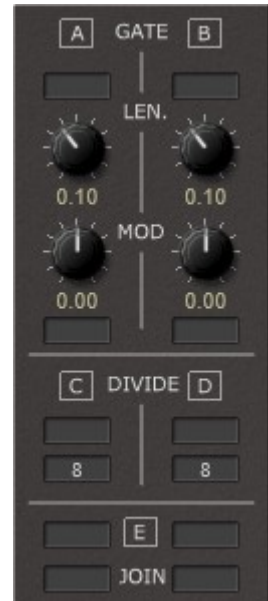 A GATE B
LEN.
0.10 0.10
MOD
0.00 0.00
C DIVIDE D
8 8
E
JOIN